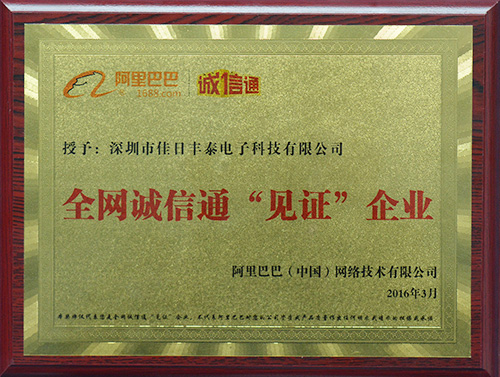 阿里巴巴
1688.com
诚信通
授予：深圳市佳日丰泰电子科技有限公司
全网诚信通“见证”企业
阿里巴巴（中国）网络技术有限公司
2016年3月